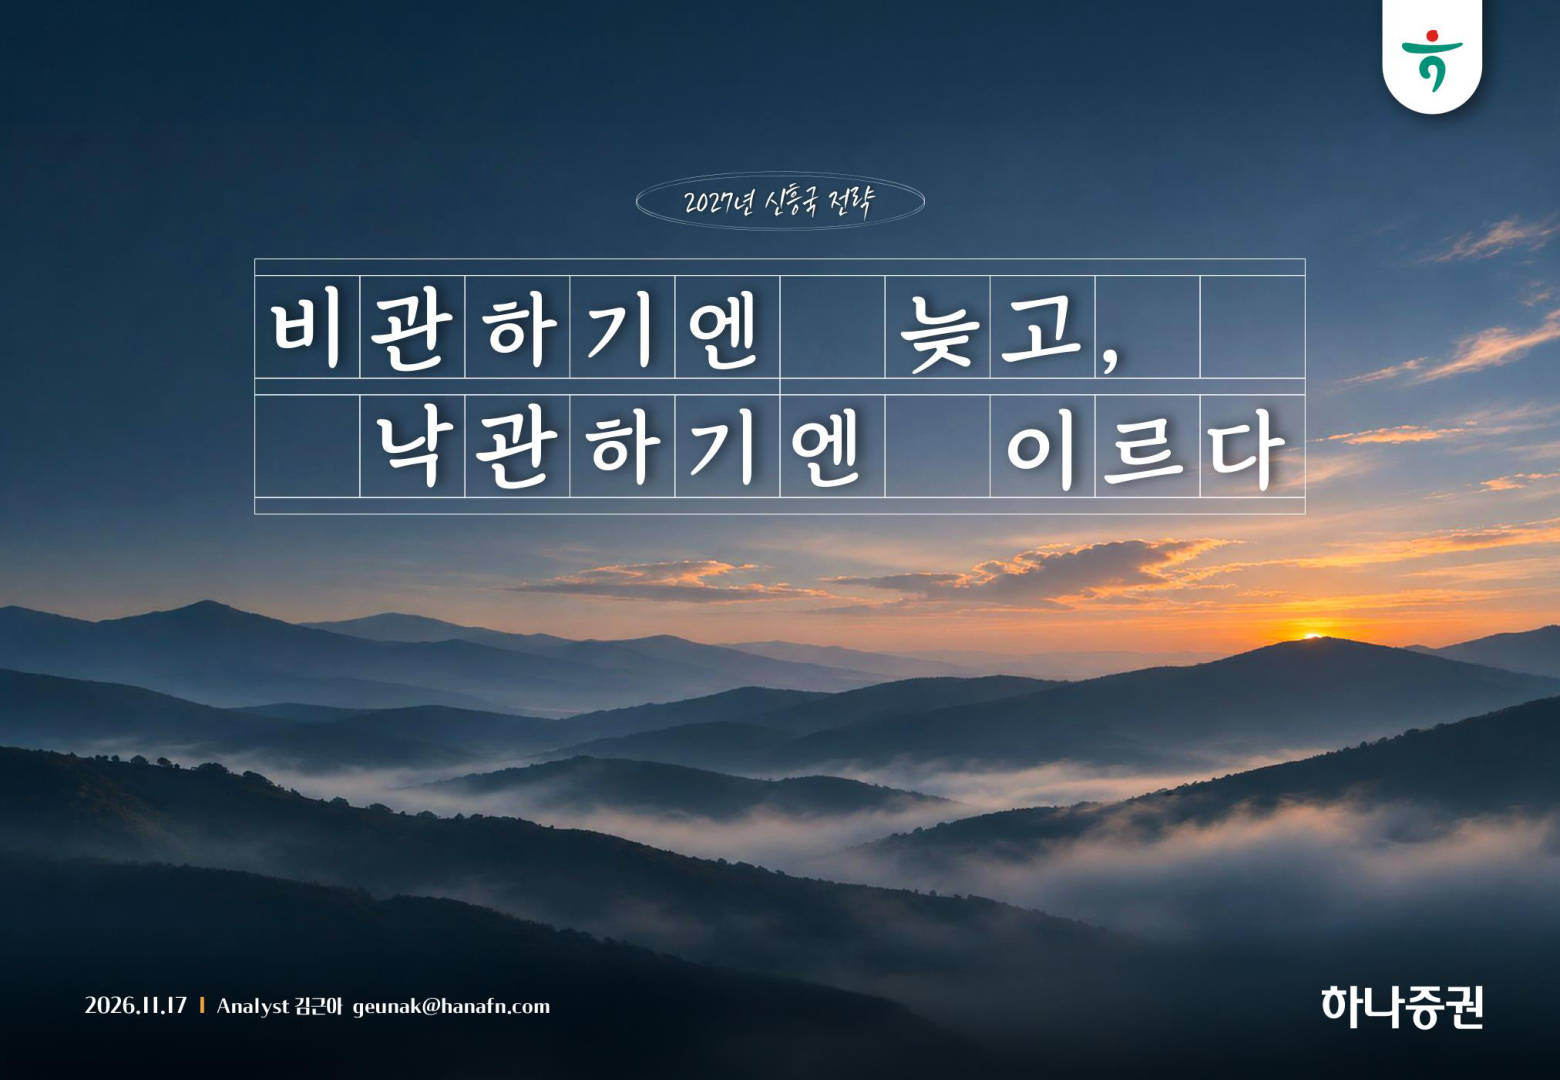 2027년 신흥국 전략
비관하기엔 늦고,
낙관하기엔 이르다
2026.11.17 | Analyst 김근아 geunak@hanafn.com
하나증권